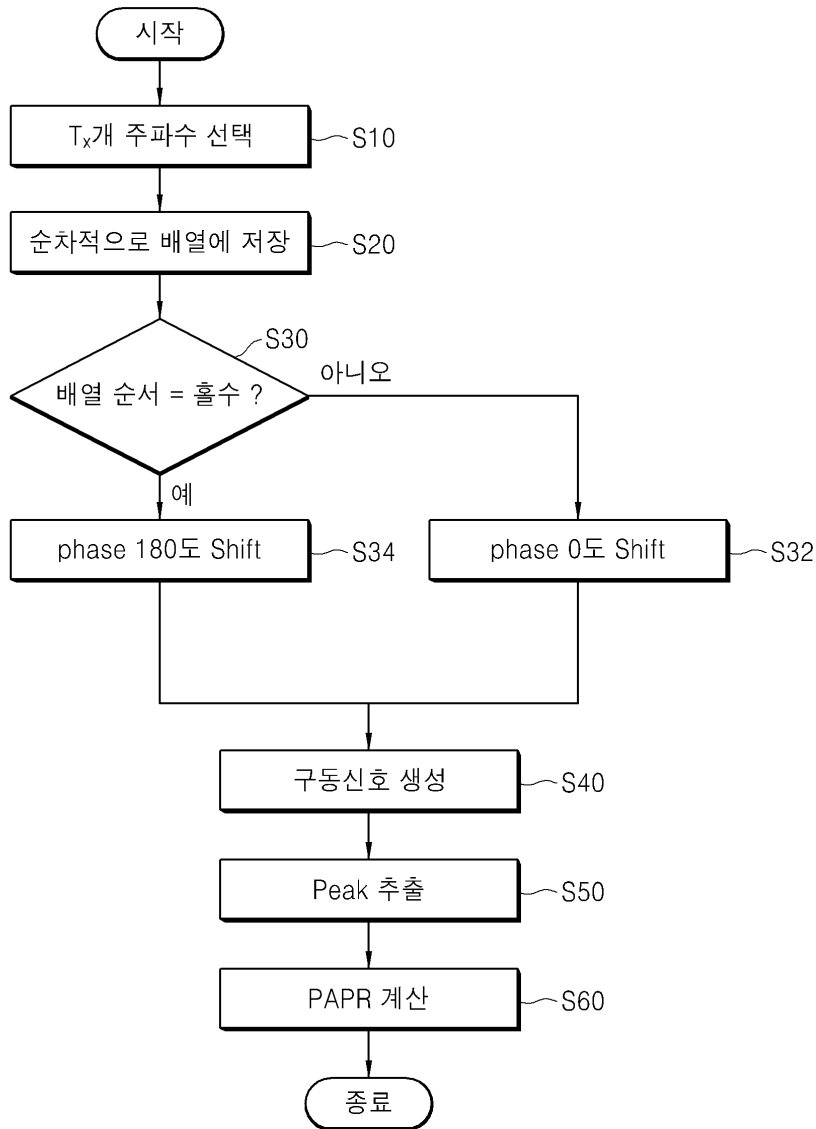 시작
Tₓ개 주파수 선택
S10
순차적으로 배열에 저장
S20
S30
배열 순서 = 홀수 ?
아니오
예
phase 180도 Shift
S34
phase 0도 Shift
S32
구동신호 생성
S40
Peak 추출
S50
PAPR 계산
S60
종료